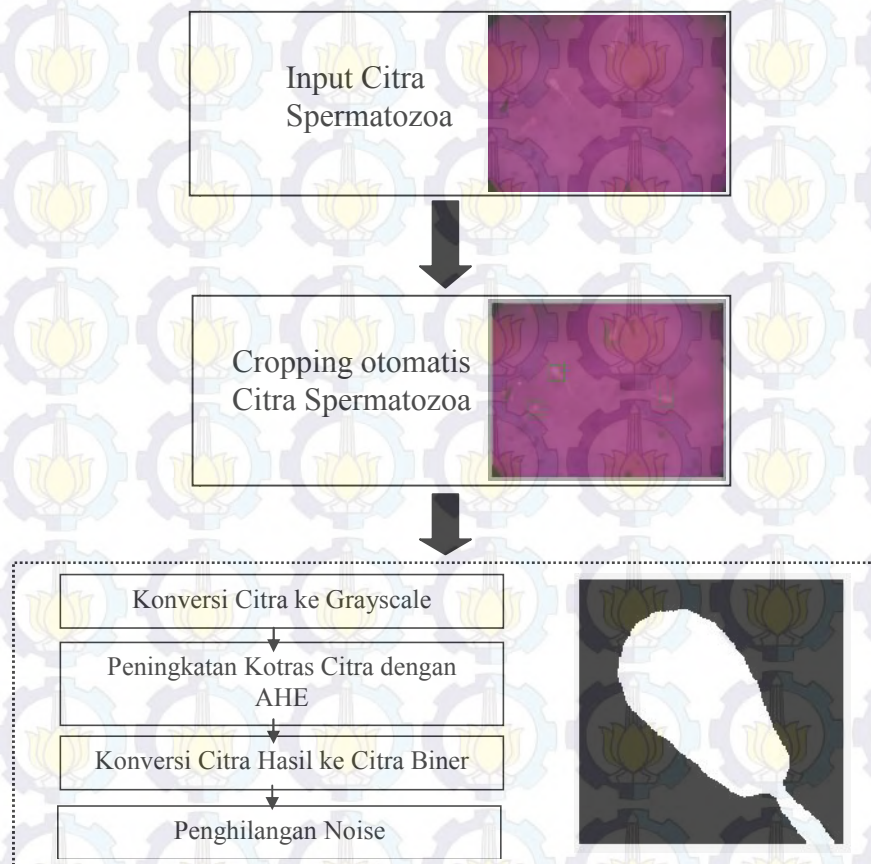 Input Citra
Spermatozoa
Cropping otomatis
Citra Spermatozoa
Konversi Citra ke Grayscale
Peningkatan Kotras Citra dengan
AHE
Konversi Citra Hasil ke Citra Biner
Penghilangan Noise